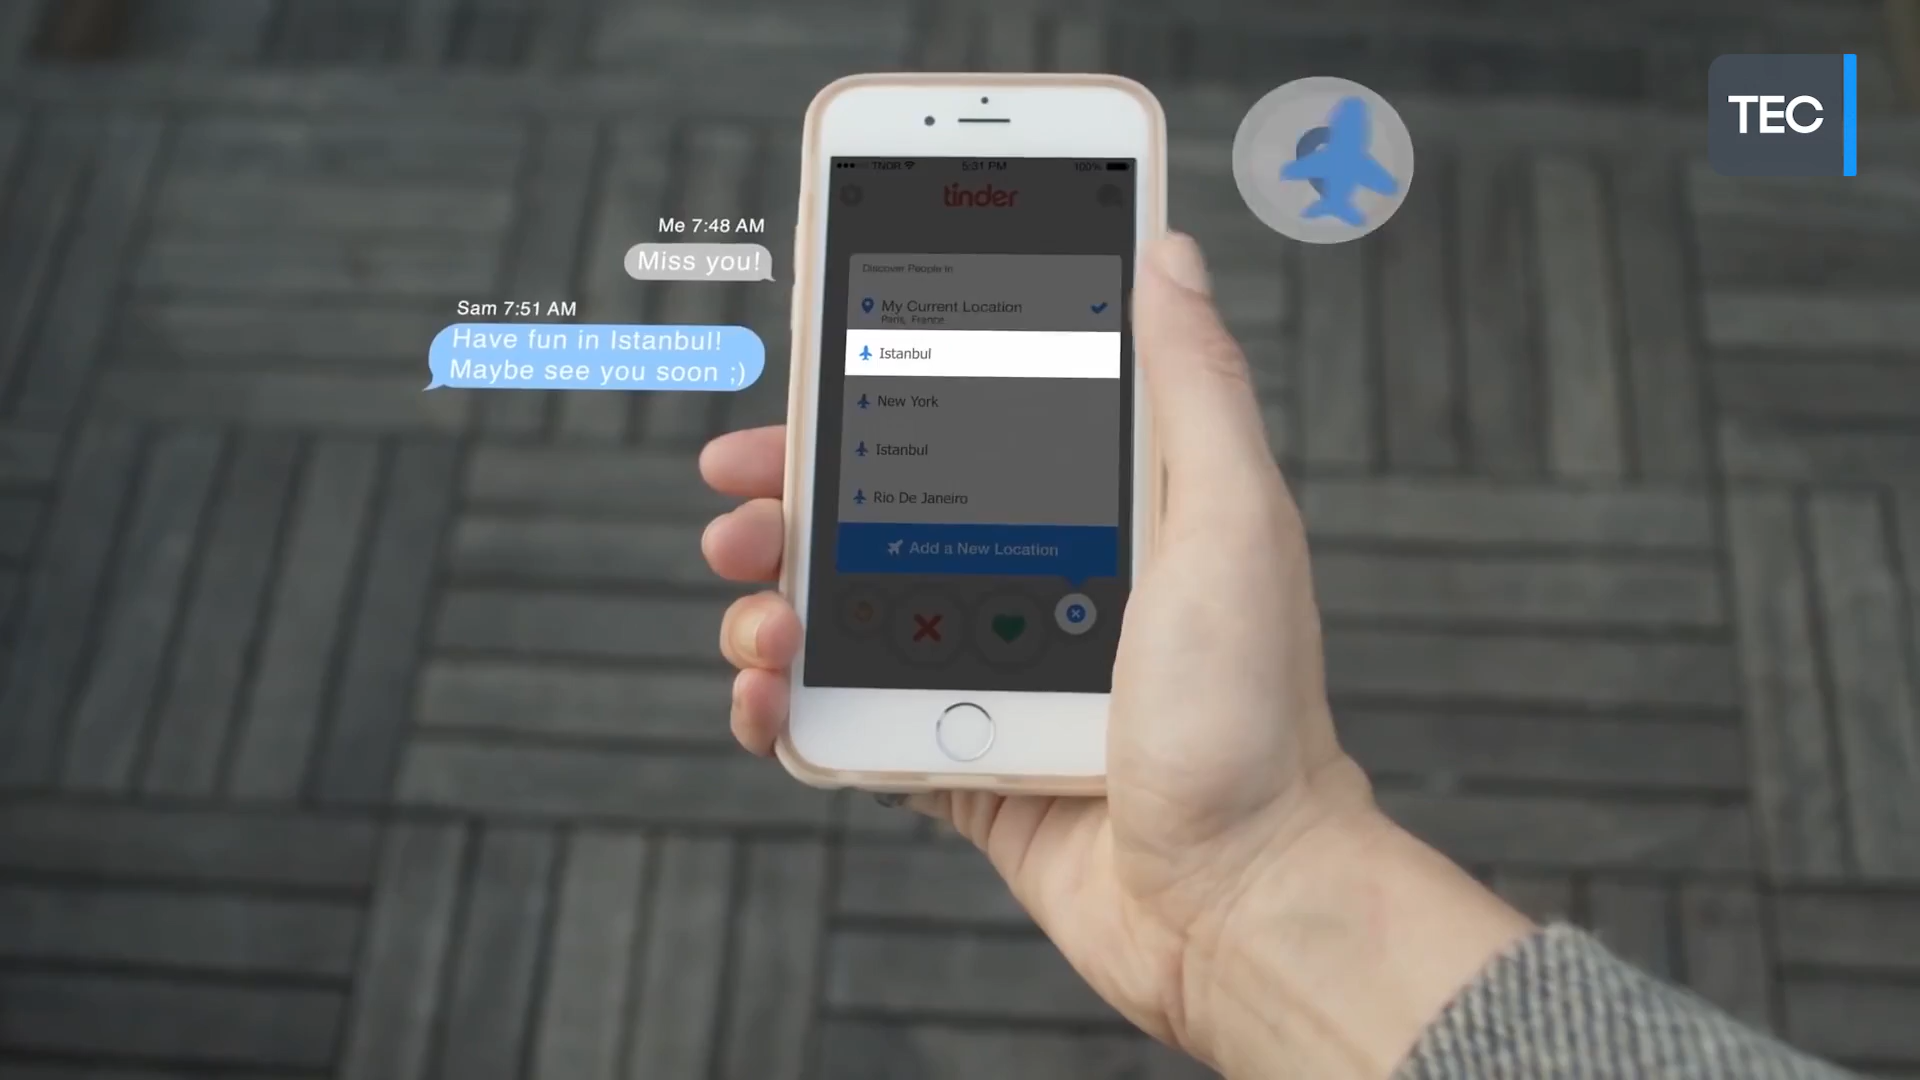 TEC
TNDR 5:31 PM 100%
tinder
Me 7:48 AM
Miss you!
Discover People In
My Current Location
Paris, France
Sam 7:51 AM
Have fun in Istanbul!
Maybe see you soon ;)
Istanbul
New York
Istanbul
Rio De Janeiro
Add a New Location